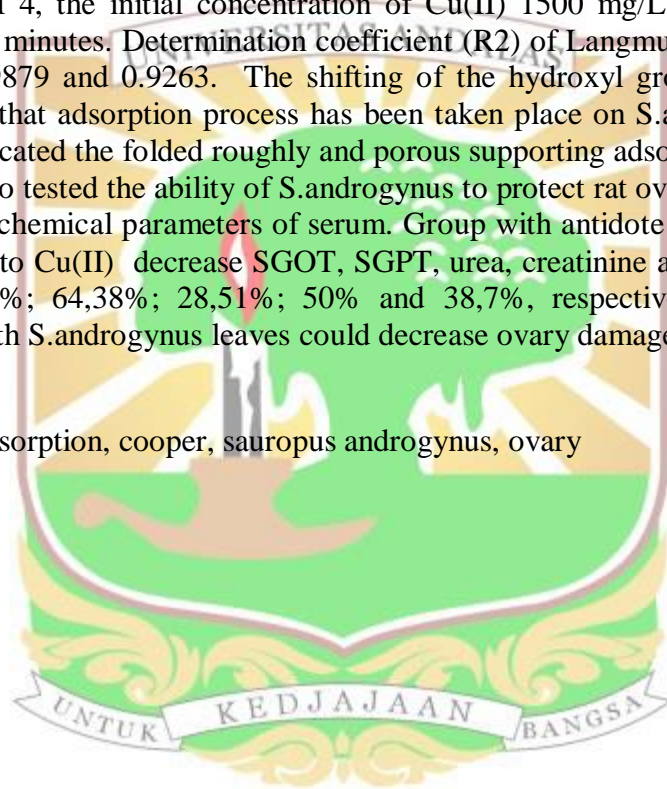 4, the initial concentration of Cu(II) 1500 mg/L
minutes. Determination coefficient (R2) of Langmu
UNIVERSITAS ANDALAS
9879 and 0.9263. The shifting of the hydroxyl gro
that adsorption process has been taken place on S.a
cated the folded roughly and porous supporting adso
o tested the ability of S.androgynus to protect rat ov
chemical parameters of serum. Group with antidote
to Cu(II) decrease SGOT, SGPT, urea, creatinine a
%; 64,38%; 28,51%; 50% and 38,7%, respectiv
th S.androgynus leaves could decrease ovary damage
sorption, cooper, sauropus androgynus, ovary
UNTUK KEDJAJAAN BANGSA